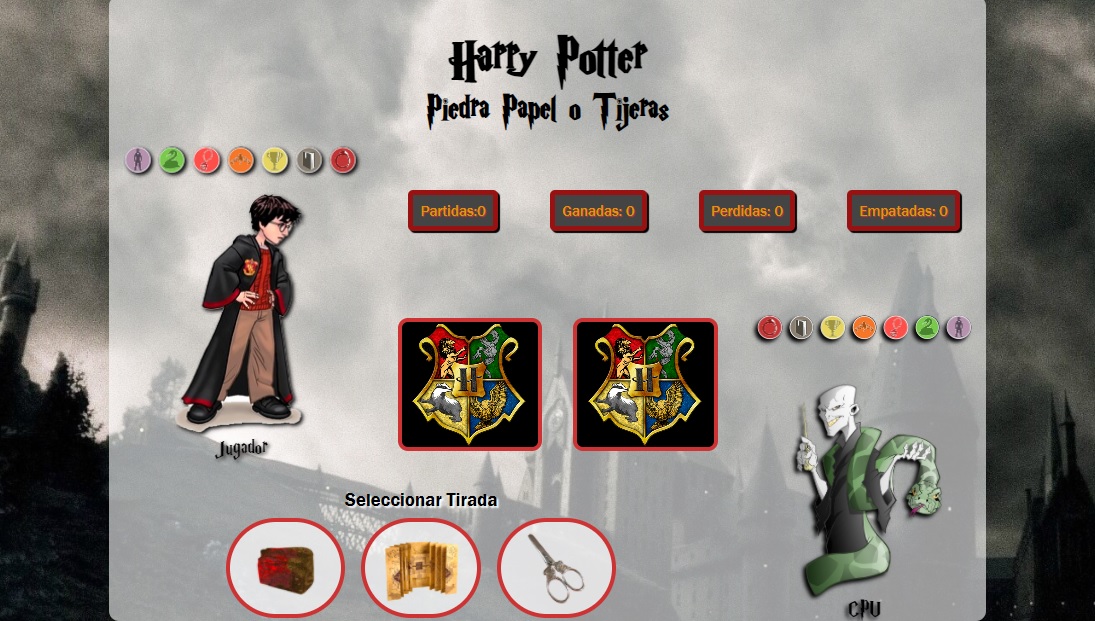 Harry Potter
Piedra Papel o Tijeras
Partidas:0
Ganadas: 0
Perdidas: 0
Empatadas: 0
H
H
Jugador
Seleccionar Tirada
CPU